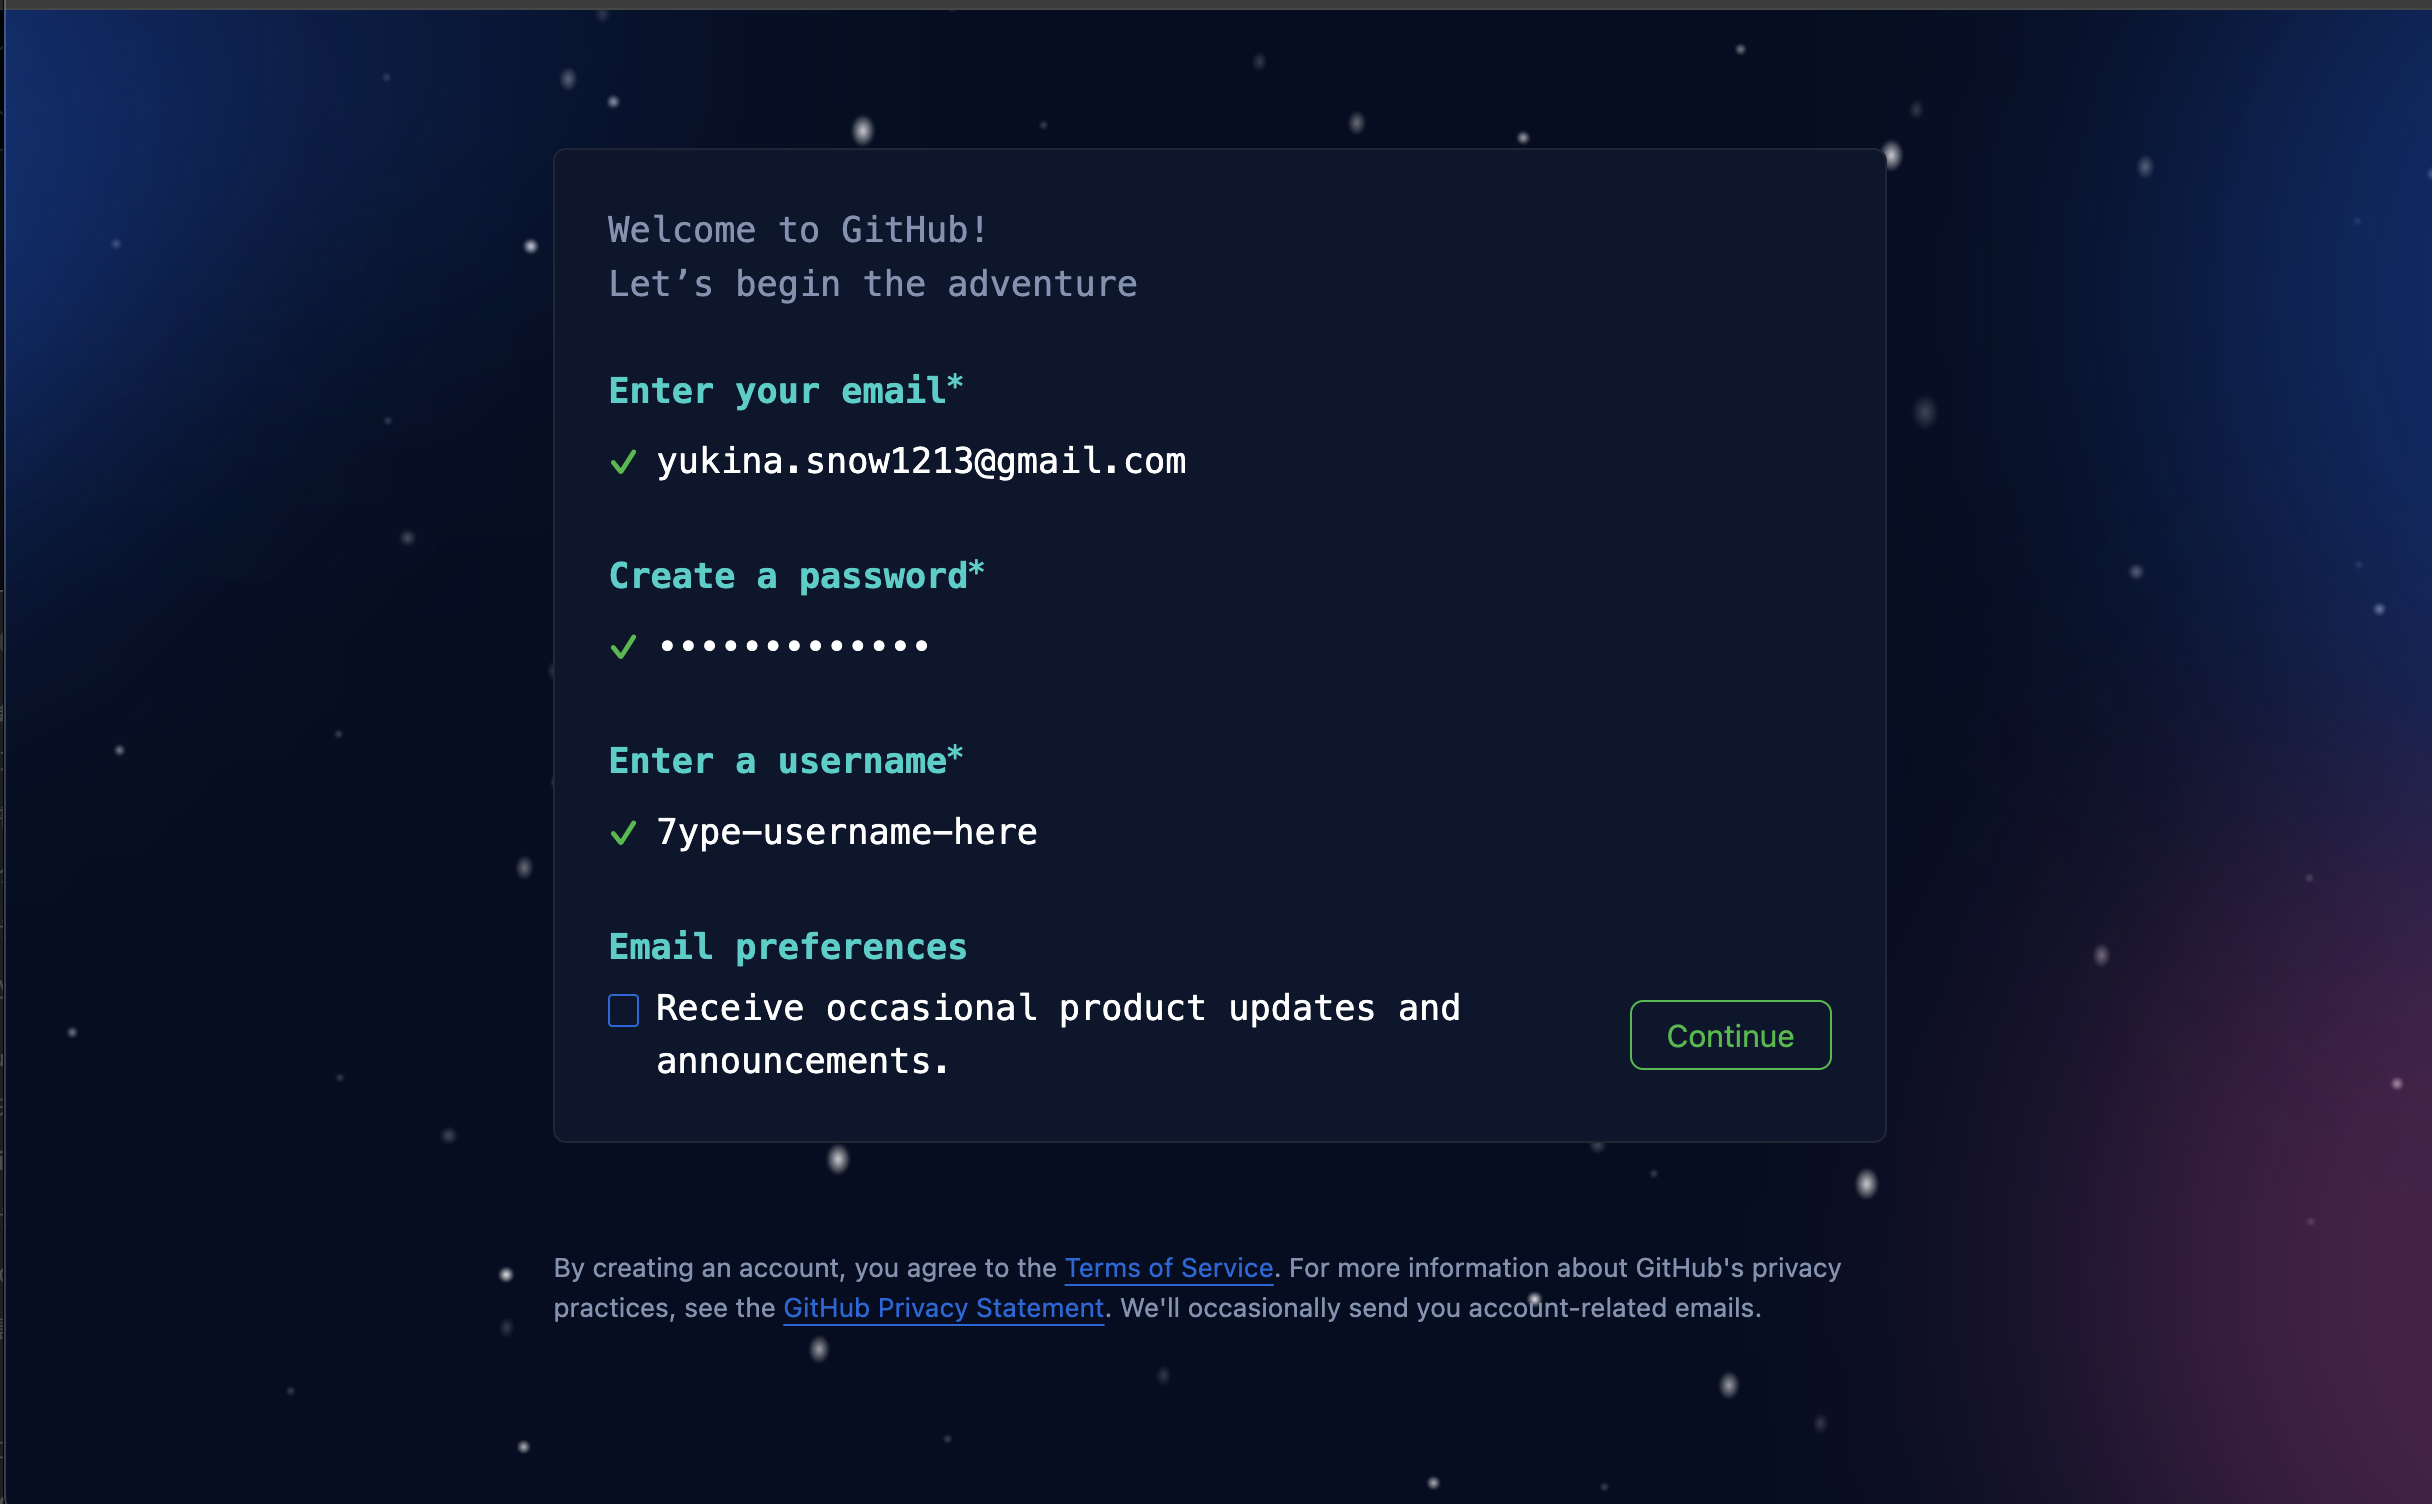 Welcome to GitHub!
Let’s begin the adventure
Enter your email*
yukina.snow1213@gmail.com
Create a password*
•••••••••••••
Enter a username*
7ype-username-here
Email preferences
Receive occasional product updates and
announcements.
Continue
By creating an account, you agree to the Terms of Service. For more information about GitHub's privacy
practices, see the GitHub Privacy Statement. We'll occasionally send you account-related emails.